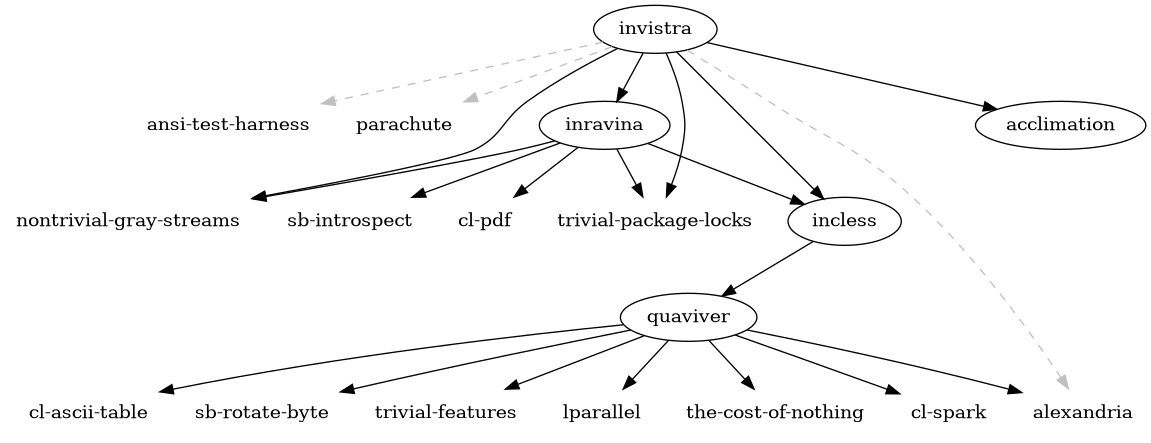 invistra
ansi-test-harness
parachute
inravina
acclimation
nontrivial-gray-streams
sb-introspect
cl-pdf
trivial-package-locks
incless
quaviver
cl-ascii-table
sb-rotate-byte
trivial-features
lparallel
the-cost-of-nothing
cl-spark
alexandria